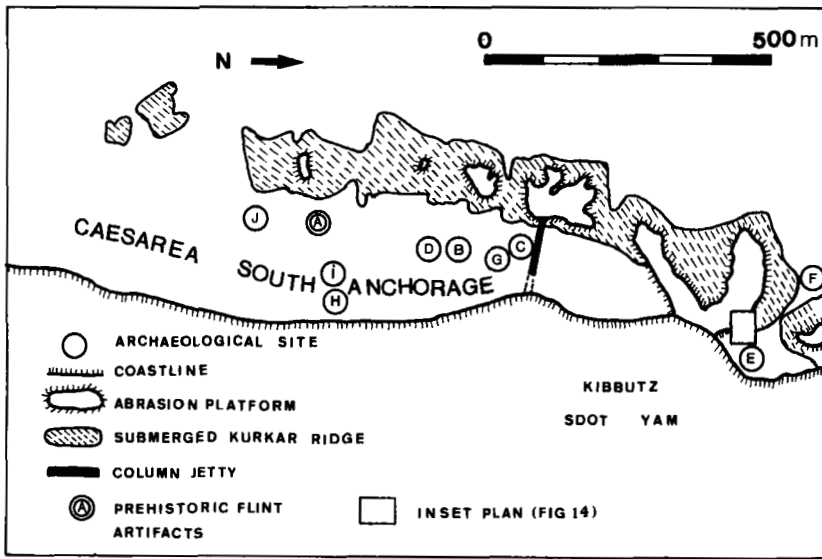 0 500 m
N
J A
D B G C
F
CAESAREA SOUTH ANCHORAGE
I
H
E
ARCHAEOLOGICAL SITE
COASTLINE
ABRASION PLATFORM
SUBMERGED KURKAR RIDGE
COLUMN JETTY
A PREHISTORIC FLINT
ARTIFACTS
INSET PLAN (FIG 14)
KIBBUTZ
SDOT YAM